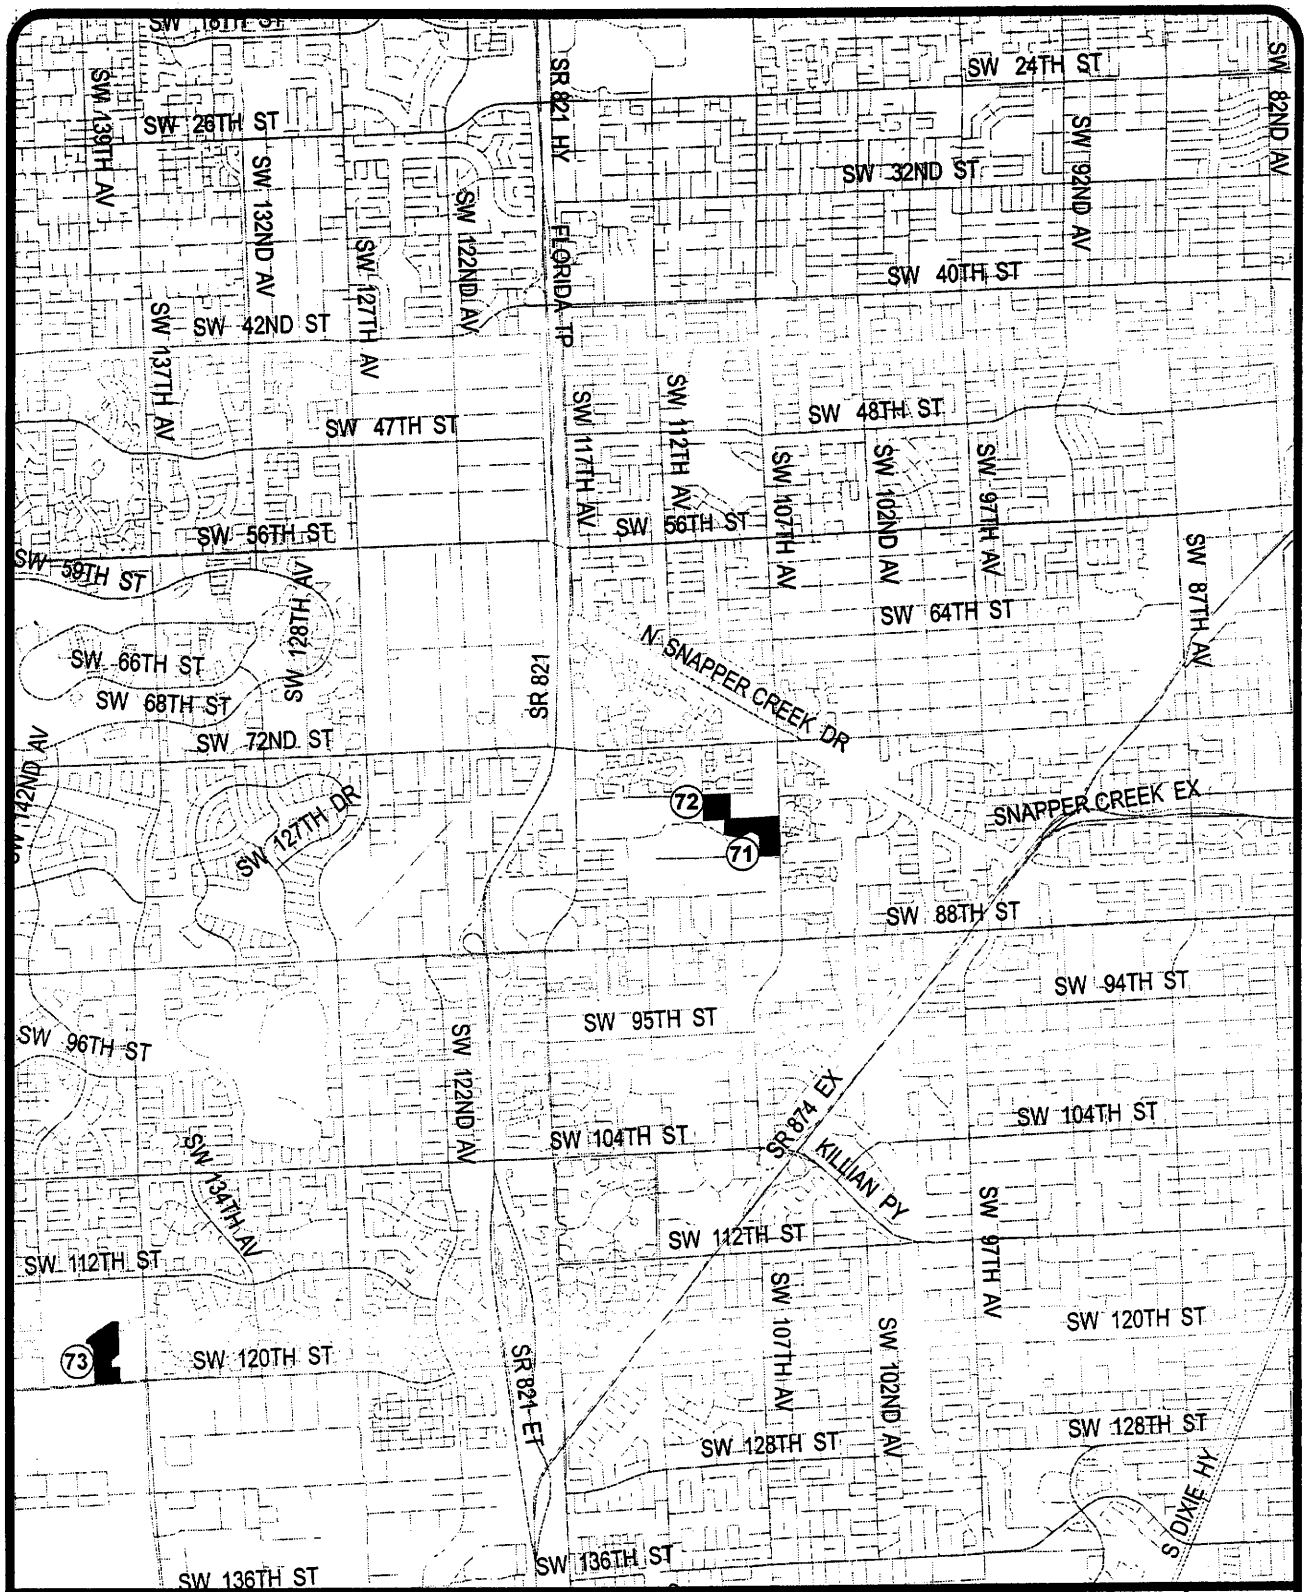 SW 18TH ST
SW 24TH ST
SW 82ND AV
SR 821 HY
SW 139TH AV
SW 26TH ST
SW 92ND AV
SW 132ND AV
SW 32ND ST
SW 122ND AV
FLORIDA TP
SW 127TH AV
SW 40TH ST
SW 137TH AV
SW 42ND ST
SW 117TH AV
SW 112TH AV
SW 48TH ST
SW 47TH ST
SW 107TH AV
SW 102ND AV
SW 97TH AV
SW 56TH ST
SW 56TH ST
SW 87TH AV
SW 59TH ST
SW 128TH AV
SW 64TH ST
N SNAPPER CREEK DR
SW 66TH ST
SR 821
SW 68TH ST
SW 142ND AV
SW 72ND ST
SW 127TH DR
72
71
SNAPPER CREEK EX
SW 88TH ST
SW 94TH ST
SW 95TH ST
SW 96TH ST
SW 122ND AV
SR 874 EX
SW 104TH ST
SW 104TH ST
KILLIAN PY
SW 134TH AV
SW 97TH AV
SW 112TH ST
SW 112TH ST
SW 107TH AV
SW 102ND AV
SW 120TH ST
73
SW 120TH ST
SR 821 ET
SW 128TH ST
SW 128TH ST
S DIXIE HY
SW 136TH ST
SW 136TH ST